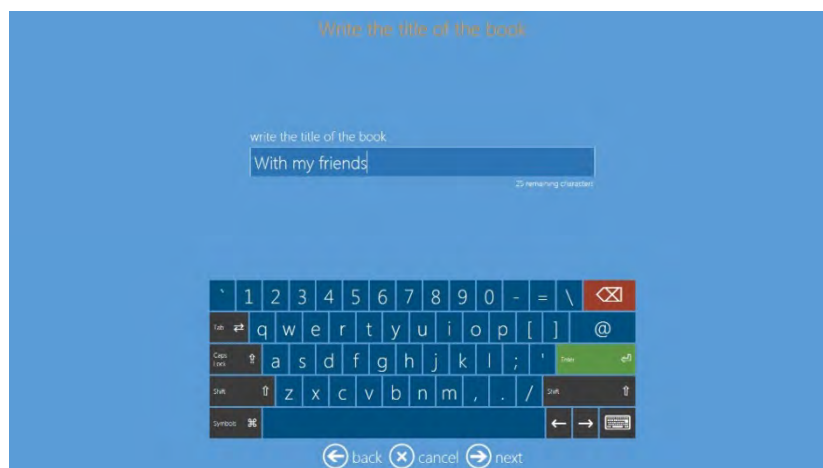 Write the title of the book
write the title of the book
With my friends
25 remaining characters
` 1 2 3 4 5 6 7 8 9 0 - = \
Tab q w e r t y u i o p [ ] @
Caps Lock a s d f g h j k l ; ' Enter
Shift z x c v b n m , . / Shift
Symbols
back cancel next